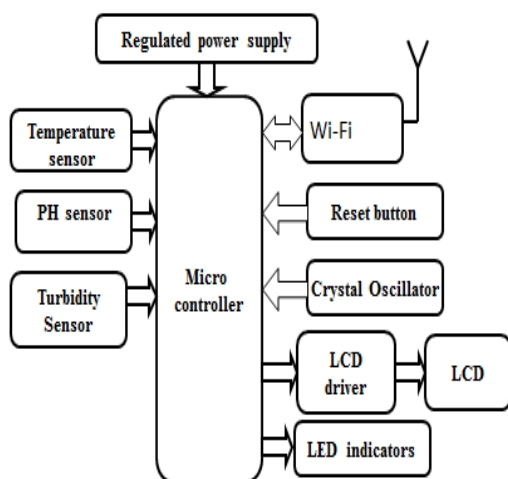 Regulated power supply
Temperature
sensor
PH sensor
Turbidity
Sensor
Micro
controller
Wi-Fi
Reset button
Crystal Oscillator
LCD
driver
LCD
LED indicators